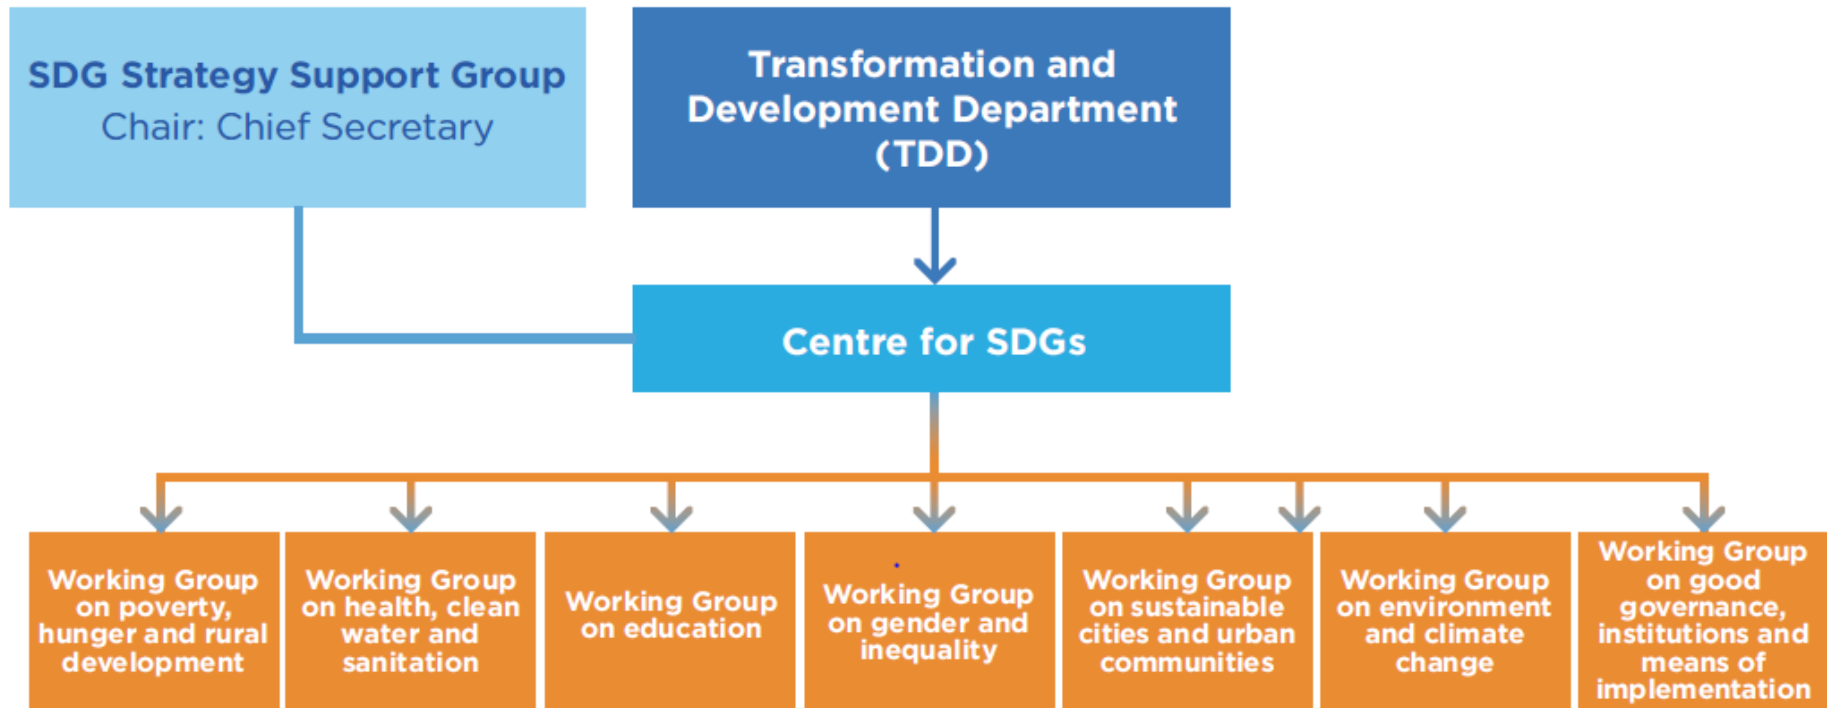 SDG Strategy Support Group
Chair: Chief Secretary
Transformation and
Development Department
(TDD)
Centre for SDGs
Working Group
on poverty,
hunger and rural
development
Working Group
on health, clean
water and
sanitation
Working Group
on education
Working Group
on gender and
inequality
Working Group
on sustainable
cities and urban
communities
Working Group
on environment
and climate
change
Working Group
on good
governance,
institutions and
means of
implementation